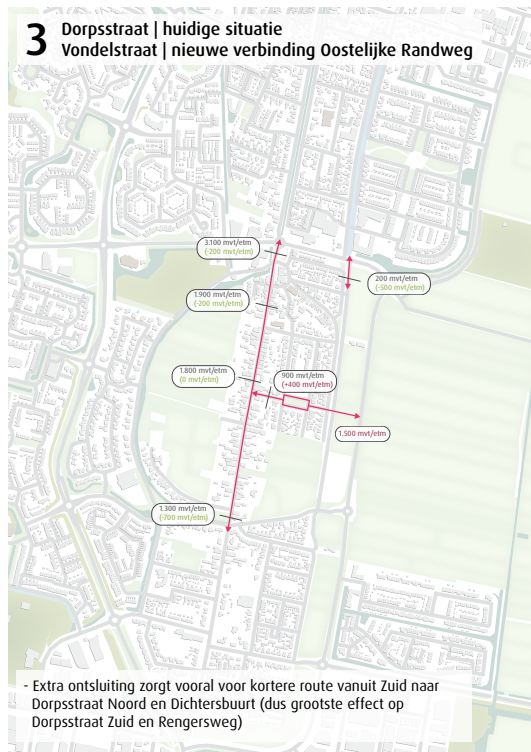 3 Dorpsstraat | huidige situatie
Vondelstraat | nieuwe verbinding Oostelijke Randweg
3.100 mvt/etm
(-200 mvt/etm)
200 mvt/etm
(-500 mvt/etm)
1.900 mvt/etm
(-200 mvt/etm)
1.800 mvt/etm
(0 mvt/etm)
900 mvt/etm
(+400 mvt/etm)
1.500 mvt/etm
1.300 mvt/etm
(-700 mvt/etm)
- Extra ontsluiting zorgt vooral voor kortere route vanuit Zuid naar
Dorpsstraat Noord en Dichtersbuurt (dus grootste effect op
Dorpsstraat Zuid en Rengersweg)